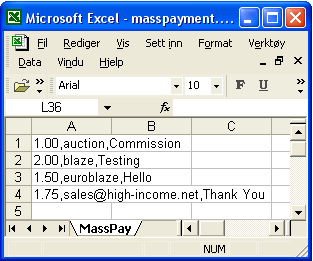 Microsoft Excel - masspayment....
Fil Rediger Vis Sett inn Format Verktøy
Data Vindu Hjelp
Arial 10 F U
L36 fx
A B C
1 1.00,auction,Commission
2 2.00,blaze,Testing
3 1.50,euroblaze,Hello
4 1.75,sales@high-income.net,Thank You
5
MassPay
NUM